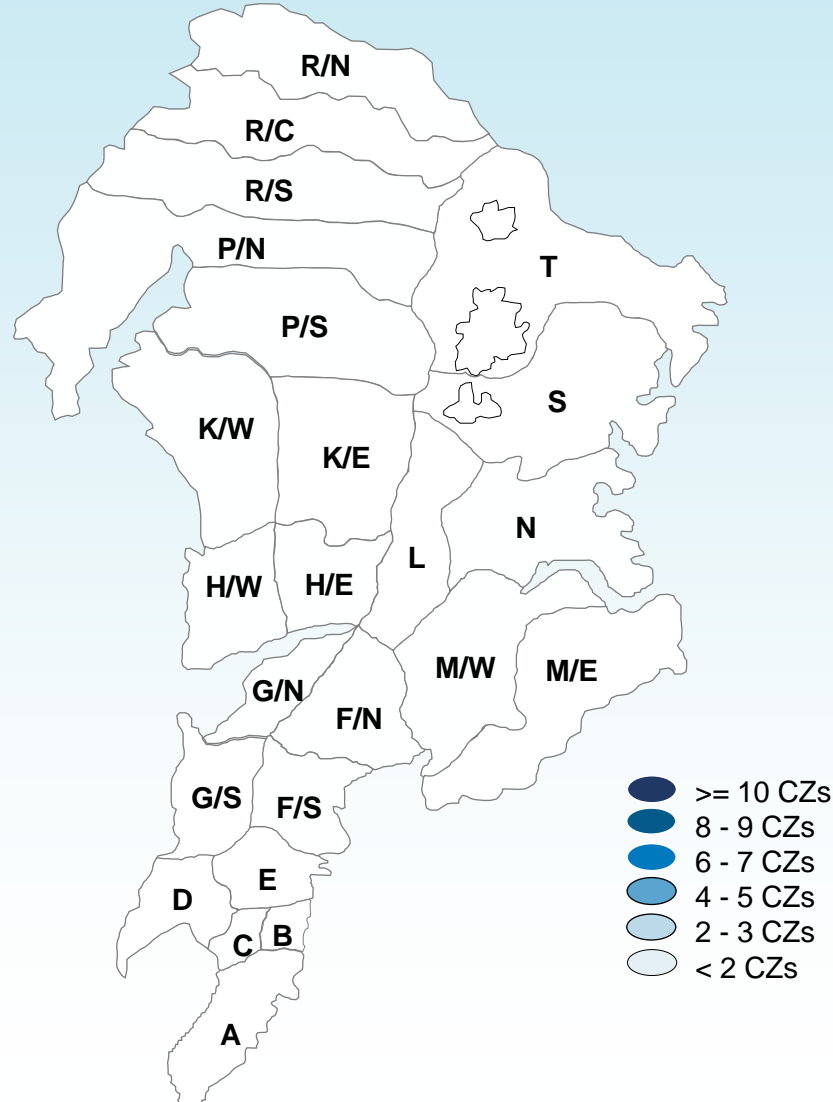 R/N
R/C
R/S
P/N
T
P/S
S
K/W
K/E
N
L
H/W
H/E
M/W
M/E
G/N
F/N
G/S
F/S
E
D
B
C
A
>= 10 CZs
8 - 9 CZs
6 - 7 CZs
4 - 5 CZs
2 - 3 CZs
< 2 CZs